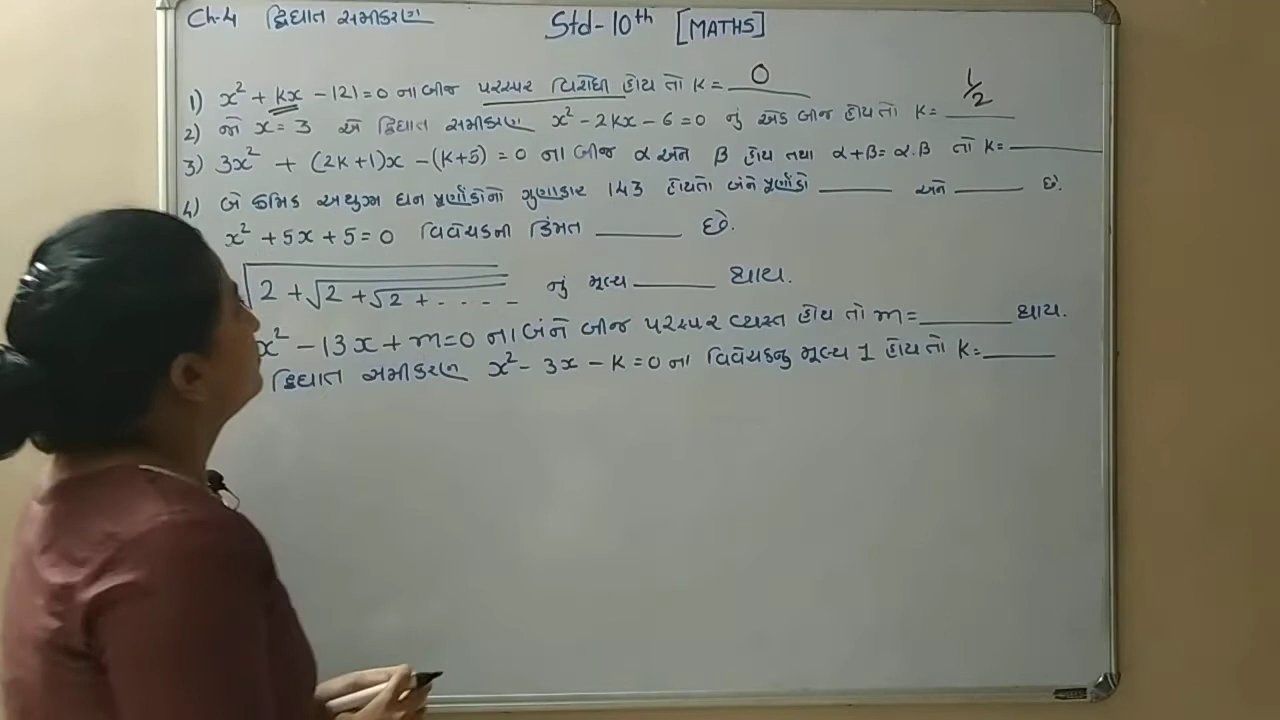 Ch-4 દ્વિઘાત સમીકરણ
Std-10th [MATHS]
1) x² + kx - 121 = 0 ના બીજ પરસ્પર વિરોધી હોય તો k = 0
2) જો x = 3 એ દ્વિઘાત સમીકરણ x² - 2kx - 6 = 0 નું એક બીજ હોય તો k = 1/2
3) 3x² + (2k+1)x - (k+5) = 0 ના બીજ α અને β હોય તથા α+β = α.β તો k = ____
4) બે ક્રમિક અયુગ્મ ધન પૂર્ણાંકોનો ગુણાકાર 143 હોયતો બંને પૂર્ણાંકો ____ અને ____ છે.
x² + 5x + 5 = 0 વિવેચકની કિંમત ____ છે.
√2 + √2 + √2 + ..... નું મૂલ્ય ____ થાય.
x² - 13x + m = 0 ના બંને બીજ પરસ્પર વ્યસ્ત હોય તો m = ____ થાય.
દ્વિઘાત સમીકરણ x² - 3x - k = 0 ના વિવેચકનુ મૂલ્ય 1 હોય તો k = ____